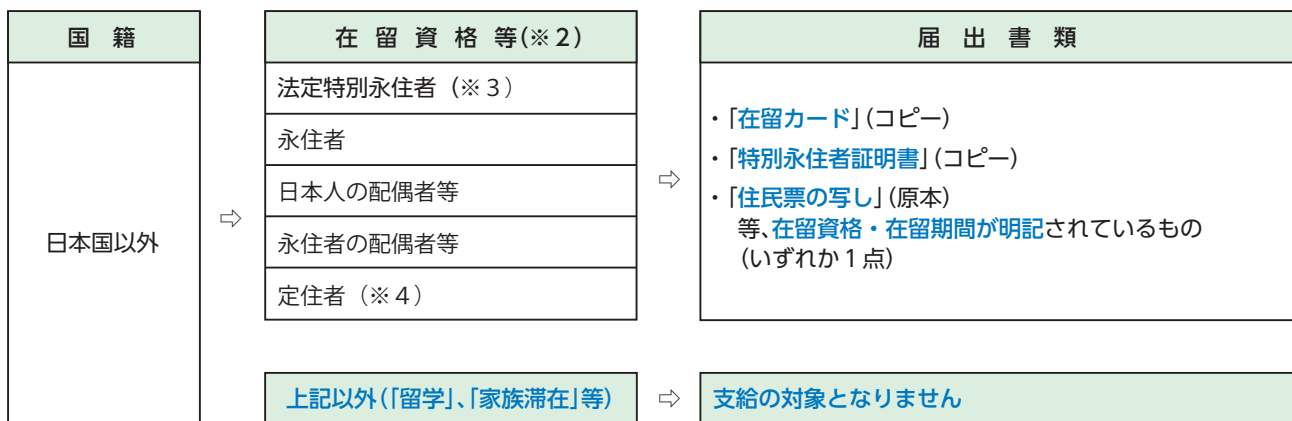 国 籍
在 留 資 格 等(※２)
届 出 書 類
日本国以外
⇨
法定特別永住者（※３）
永住者
日本人の配偶者等
永住者の配偶者等
定住者（※４）
⇨
・「在留カード」(コピー)
・「特別永住者証明書」(コピー)
・「住民票の写し」(原本)
等、在留資格・在留期間が明記されているもの
(いずれか１点)
上記以外(「留学」、「家族滞在」等)
⇨
支給の対象となりません